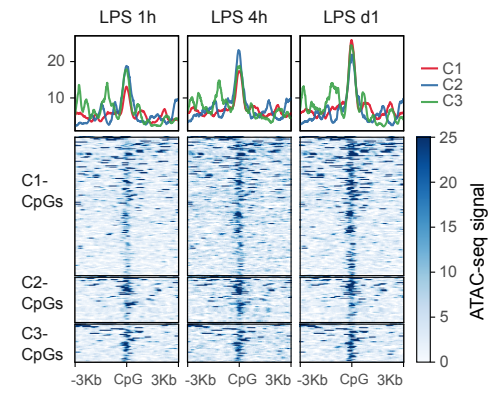 LPS 1h LPS 4h LPS d1
20
10
C1
C2
C3
C1-
CpGs
C2-
CpGs
C3-
CpGs
25
20
15
10
5
0
ATAC-seq signal
-3Kb CpG 3Kb -3Kb CpG 3Kb -3Kb CpG 3Kb